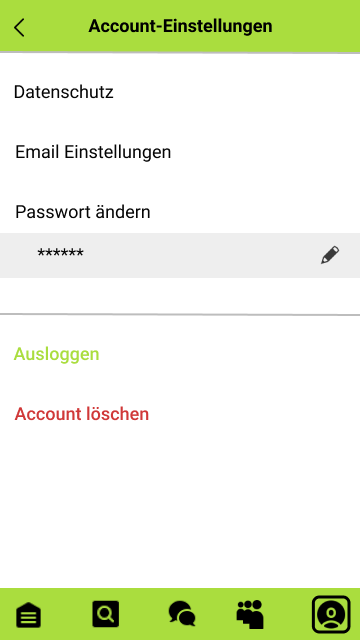 Account-Einstellungen
Datenschutz
Email Einstellungen
Passwort ändern
******
Ausloggen
Account löschen